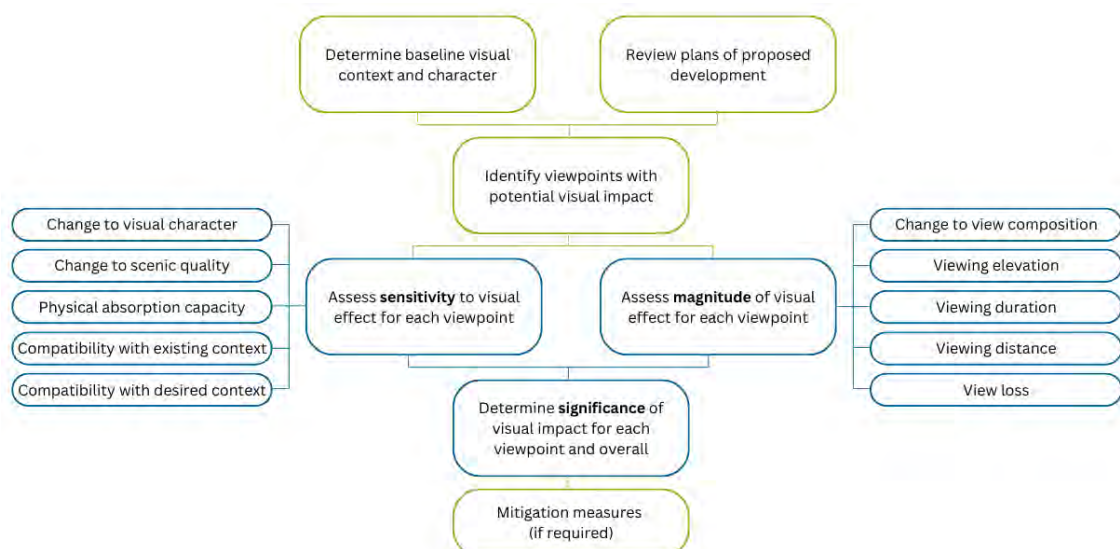 Determine baseline visual
context and character
Review plans of proposed
development
Identify viewpoints with
potential visual impact
Change to visual character
Change to scenic quality
Physical absorption capacity
Compatibility with existing context
Compatibility with desired context
Assess sensitivity to visual
effect for each viewpoint
Assess magnitude of visual
effect for each viewpoint
Change to view composition
Viewing elevation
Viewing duration
Viewing distance
View loss
Determine significance of
visual impact for each
viewpoint and overall
Mitigation measures
(if required)